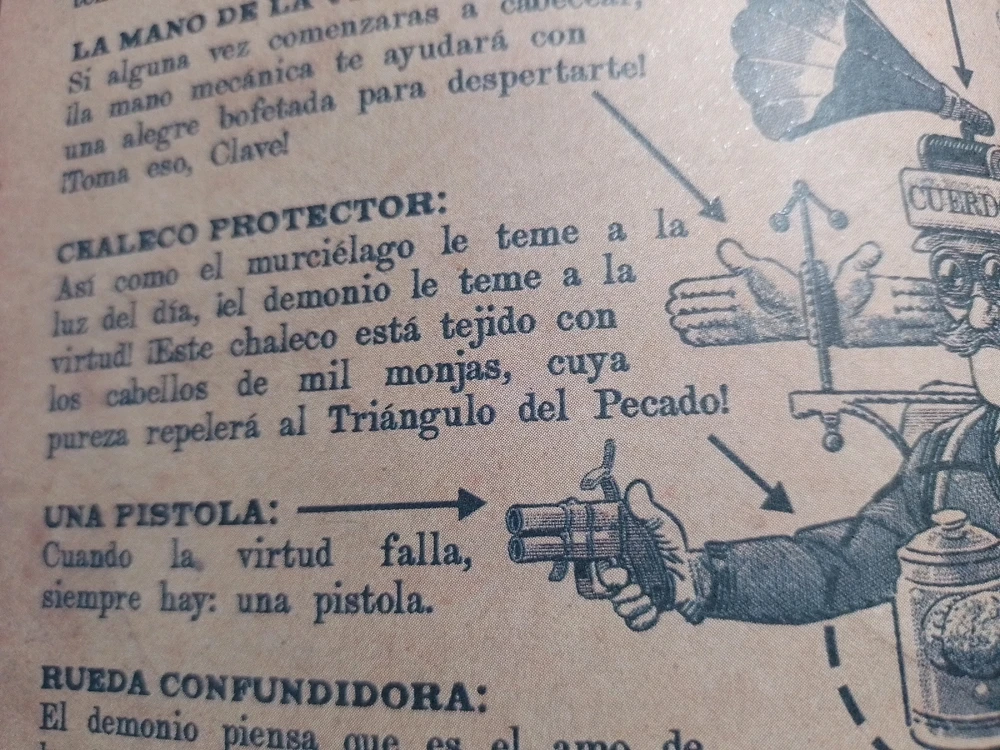 LA MANO DE LA
Si alguna vez comenzaras a cabecear,
¡la mano mecánica te ayudará con
una alegre bofetada para despertarte!
¡Toma eso, Clave!
CHALECO PROTECTOR:
Así como el murciélago le teme a la
luz del día, ¡el demonio le teme a la
virtud! ¡Este chaleco está tejido con
los cabellos de mil monjas, cuya
pureza repelerá al Triángulo del Pecado!
UNA PISTOLA:
Cuando la virtud falla,
siempre hay: una pistola.
RUEDA CONFUNDIDORA:
El demonio piensa que es el amo de
CUERD